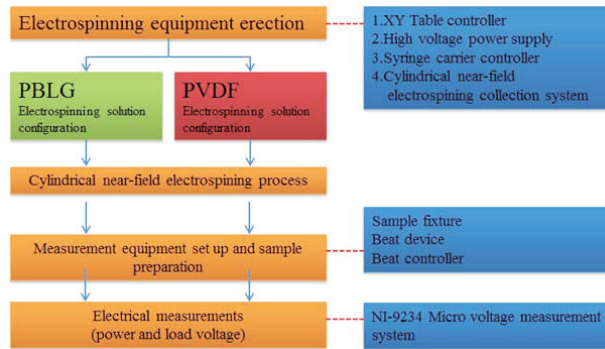 Electrospinning equipment erection
1.XY Table controller
2.High voltage power supply
3.Syringe carrier controller
4.Cylindrical near-field
electrospining collection system
PBLG
Electrospinning solution
configuration
PVDF
Electrospinning solution
configuration
Cylindrical near-field electrospining process
Measurement equipment set up and sample
preparation
Sample fixture
Beat device
Beat controller
Electrical measurements
(power and load voltage)
NI-9234 Micro voltage measurement
system